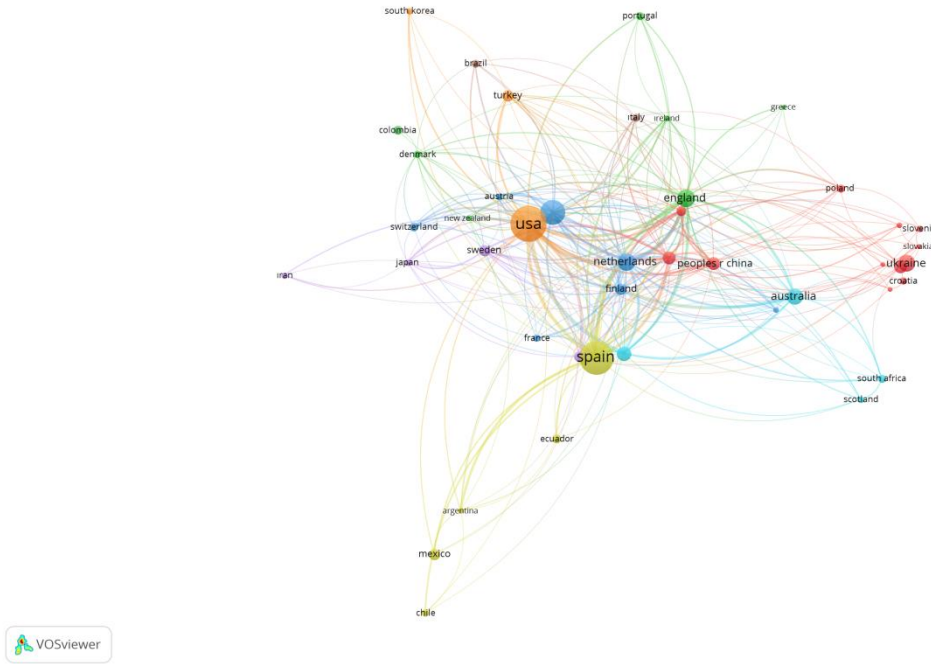 south korea
portugal
brazil
turkey
greece
italy
ireland
colombia
denmark
england
poland
austria
new zealand
usa
switzerland
sloveni
sweden
slovakia
japan
netherlands
peoples r china
ukraine
iran
croatia
finland
australia
france
spain
south africa
scotland
ecuador
argentina
mexico
chile
VOSviewer